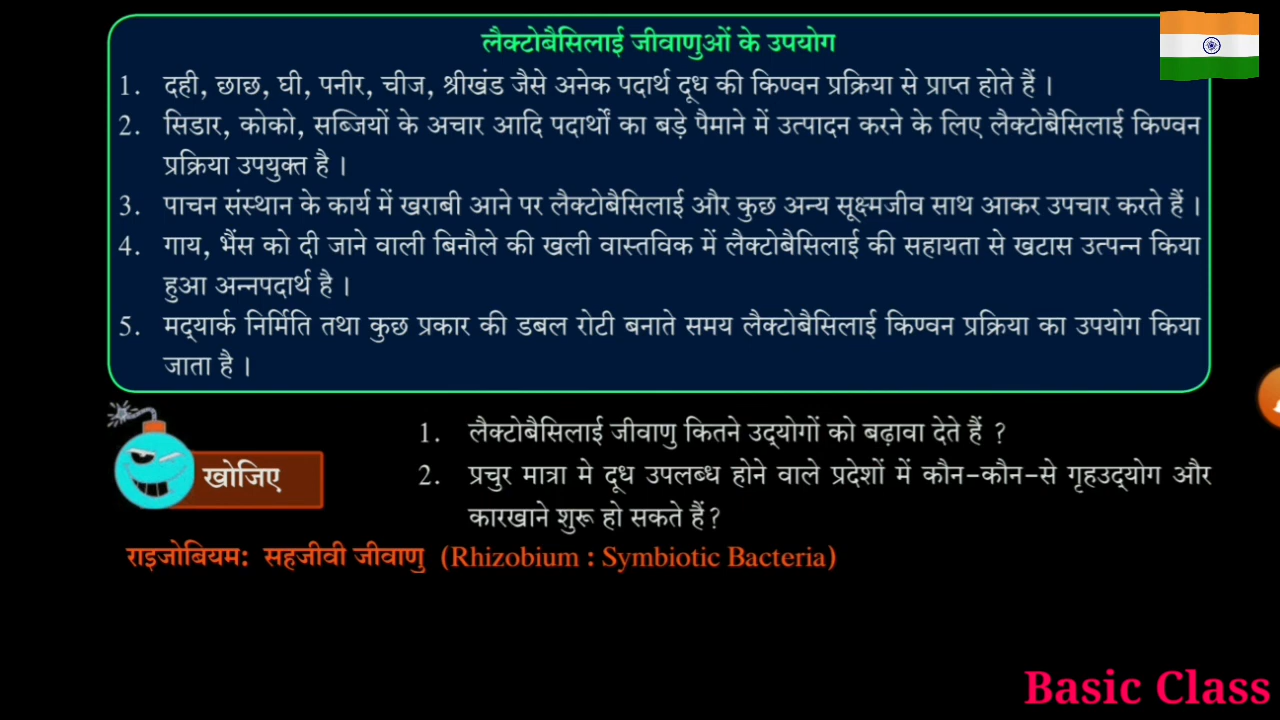 लैक्टोबैसिलाई जीवाणुओं के उपयोग
1. दही, छाछ, घी, पनीर, चीज, श्रीखंड जैसे अनेक पदार्थ दूध की किण्वन प्रक्रिया से प्राप्त होते हैं ।
2. सिडार, कोको, सब्जियों के अचार आदि पदार्थों का बड़े पैमाने में उत्पादन करने के लिए लैक्टोबैसिलाई किण्वन
प्रक्रिया उपयुक्त है ।
3. पाचन संस्थान के कार्य में खराबी आने पर लैक्टोबैसिलाई और कुछ अन्य सूक्ष्मजीव साथ आकर उपचार करते हैं ।
4. गाय, भैंस को दी जाने वाली बिनौले की खली वास्तविक में लैक्टोबैसिलाई की सहायता से खटास उत्पन्न किया
हुआ अन्नपदार्थ है ।
5. मद्‌यार्क निर्मिति तथा कुछ प्रकार की डबल रोटी बनाते समय लैक्टोबैसिलाई किण्वन प्रक्रिया का उपयोग किया
जाता है ।
खोजिए
1. लैक्टोबैसिलाई जीवाणु कितने उद्‌योगों को बढ़ावा देते हैं ?
2. प्रचुर मात्रा मे दूध उपलब्ध होने वाले प्रदेशों में कौन-कौन-से गृहउद्‌योग और
कारखाने शुरू हो सकते हैं?
राइजोबियम: सहजीवी जीवाणु (Rhizobium : Symbiotic Bacteria)
Basic Class